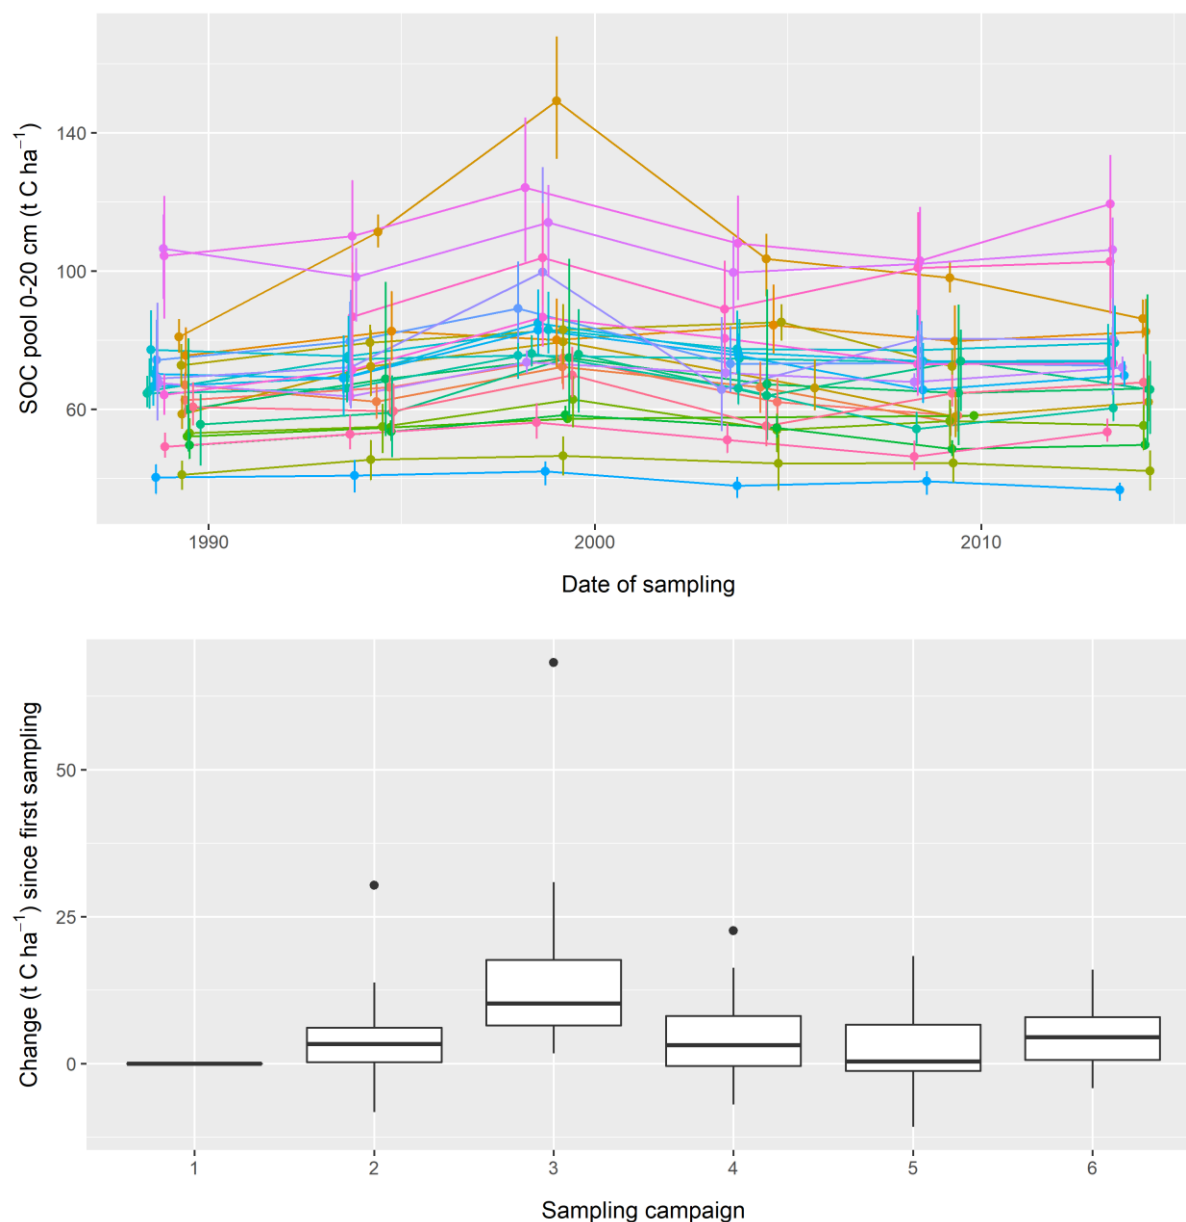 SOC pool 0-20 cm (t C ha⁻¹)
140
100
60
1990 2000 2010
Date of sampling
Change (t C ha⁻¹) since first sampling
50
25
0
1 2 3 4 5 6
Sampling campaign